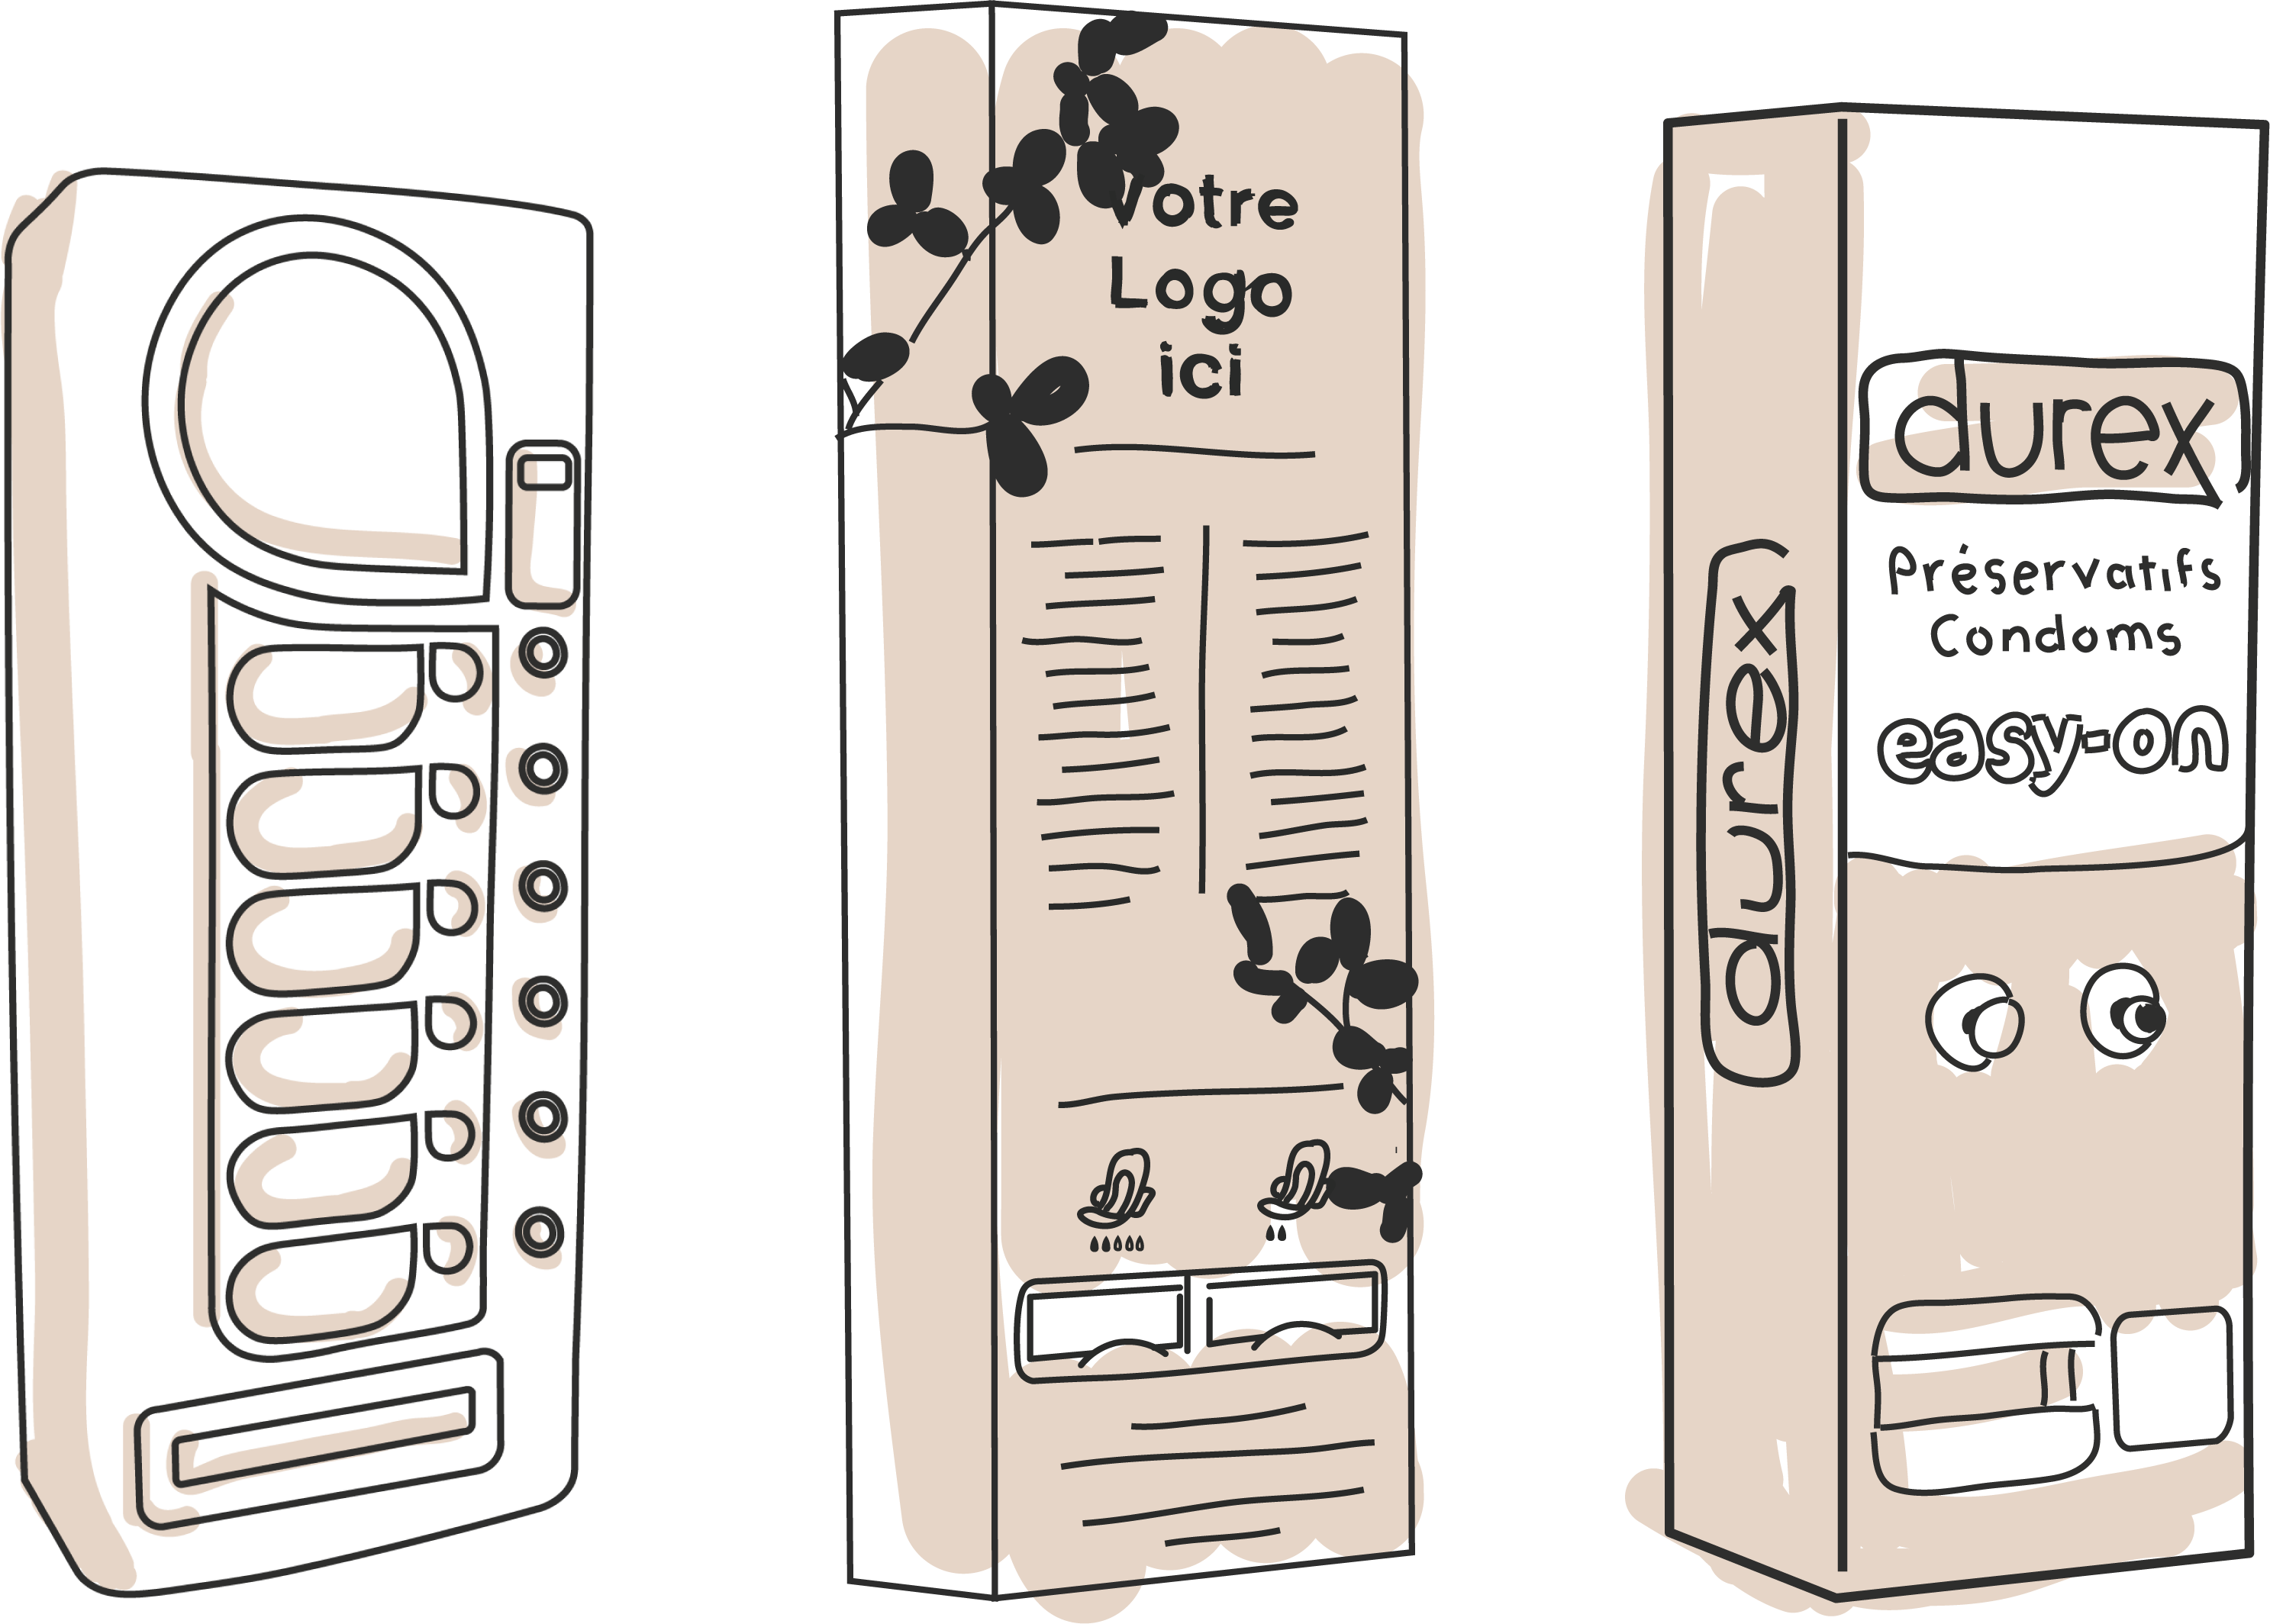 Votre
Logo
ici
durex
durex
Préservatifs
Condoms
easy-on